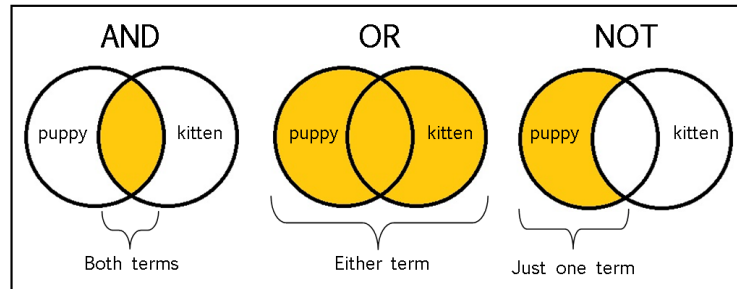 AND
OR
NOT
puppy
kitten
puppy
kitten
puppy
kitten
Both terms
Either term
Just one term